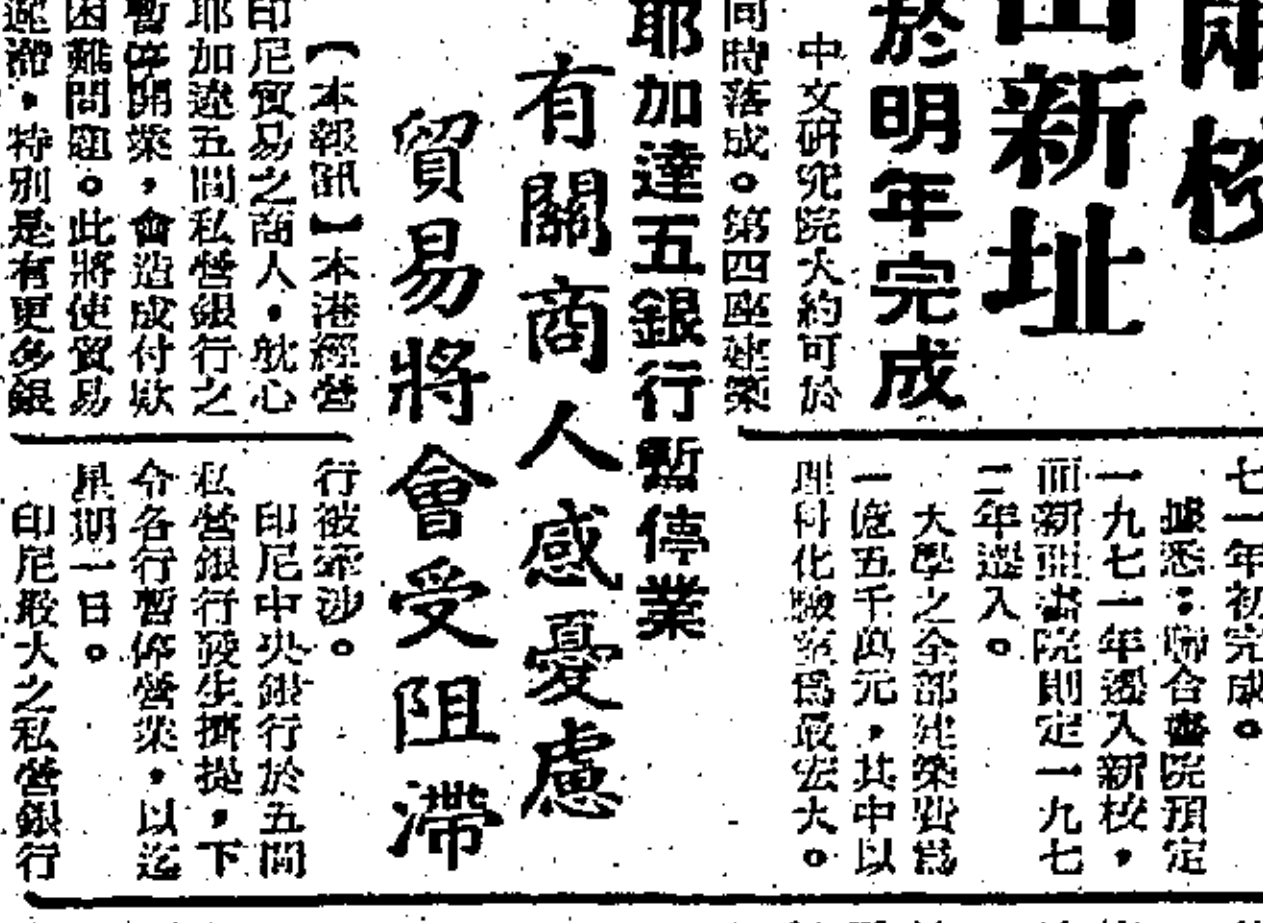 山新址
於明年完成
中文研究院大約可於
同時落成。第四座建築
七一年初完成。
據悉：聯合書院預定
一九七一年遷入新校，
而新亞書院則定一九七
二年遷入。
大學之全部建築費為
一億五千萬元，其中以
理科化驗室為最宏大。
耶加達五銀行暫停業
有關商人感憂慮
貿易將會受阻滯
【本報訊】本港經營
印尼貿易之商人，躭心
耶加達五間私營銀行之
暫停開業，會造成付欵
困難問題。此將使貿易
遲滯，特別是有更多銀
行被牽涉。
印尼中央銀行於五間
私營銀行發生擠提，下
令各行暫停營業，以迄
星期一日。
印尼最大之私營銀行